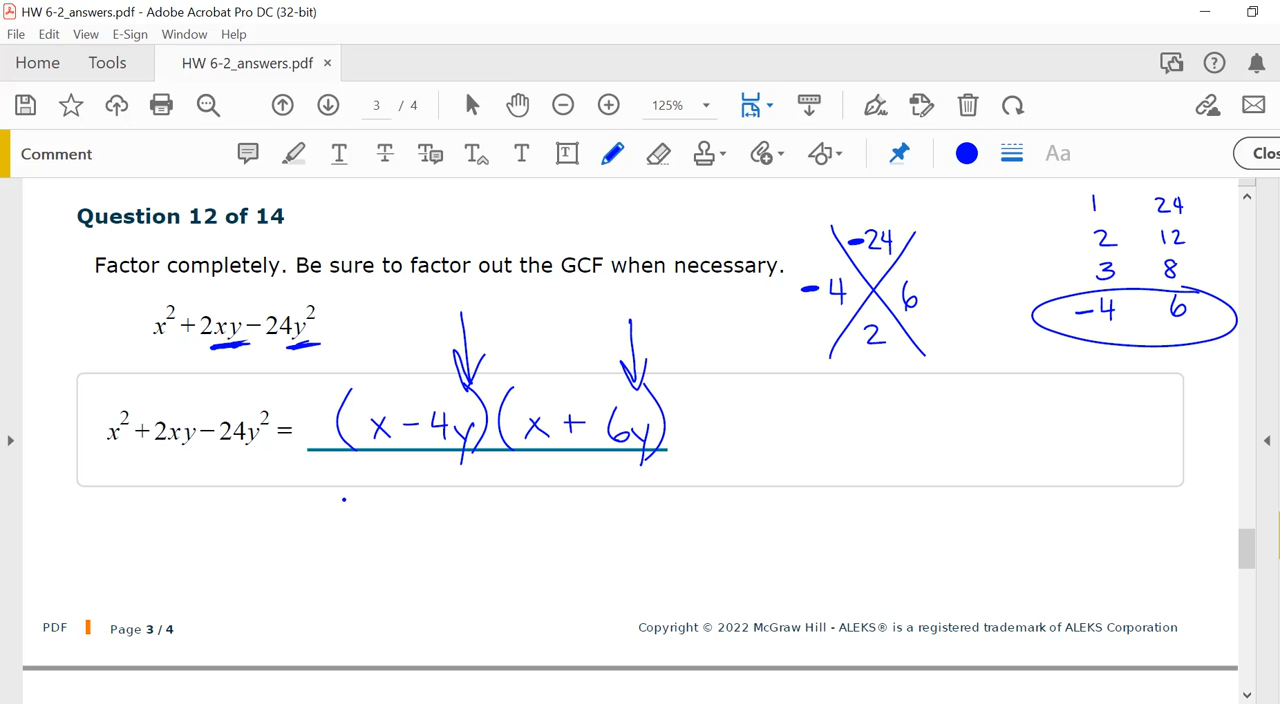 HW 6-2_answers.pdf - Adobe Acrobat Pro DC (32-bit)
File Edit View E-Sign Window Help
Home Tools HW 6-2_answers.pdf ×
3 / 4 125%
Comment Aa Clos
Question 12 of 14
Factor completely. Be sure to factor out the GCF when necessary.
x² + 2xy − 24y²
-24
-4 6
2
1 24
2 12
3 8
-4 6
x² + 2xy − 24y² = (x - 4y)(x + 6y)
PDF Page 3 / 4 Copyright © 2022 McGraw Hill - ALEKS® is a registered trademark of ALEKS Corporation